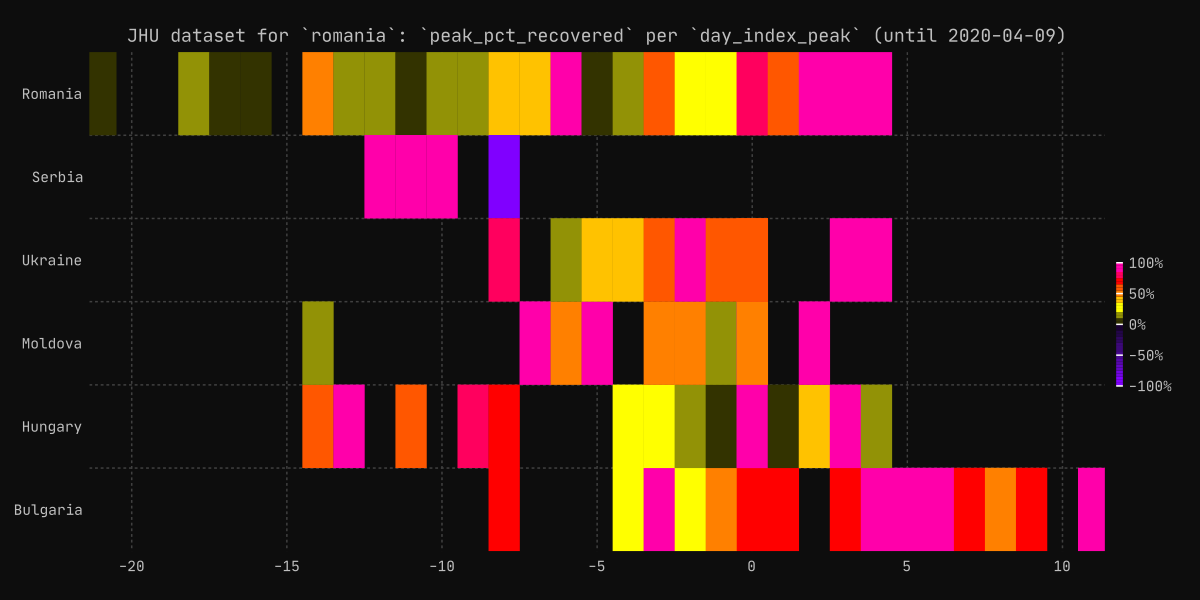 JHU dataset for `romania`: `peak_pct_recovered` per `day_index_peak` (until 2020-04-09)
Romania
Serbia
Ukraine
Moldova
Hungary
Bulgaria
100%
50%
0%
−50%
−100%
−20 −15 −10 −5 0 5 10